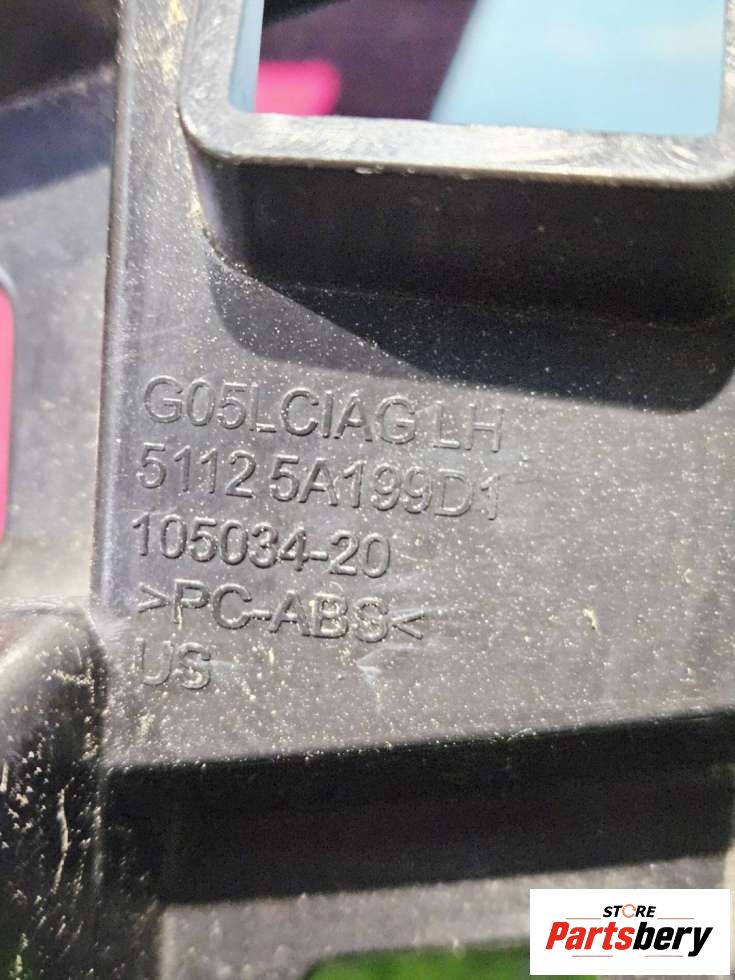 G05LCIAG LH
5112 5A199D1
105034-20
>PC-ABS<
US
STORE
Partsbery